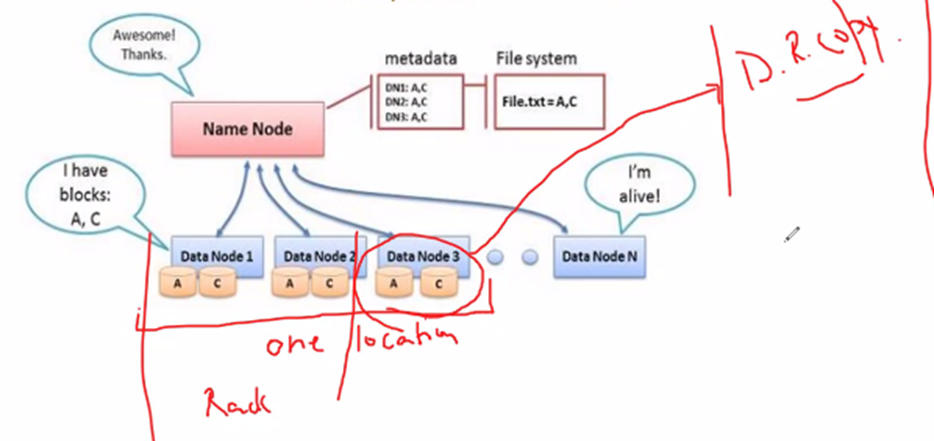 Awesome!
Thanks.
metadata
File system
DN1: A,C
DN2: A,C
DN3: A,C
File.txt = A,C
D.R. Copy.
Name Node
I have
blocks:
A, C
I'm
alive!
Data Node 1
Data Node 2
Data Node 3
Data Node N
A C
A C
A C
one location
Rack